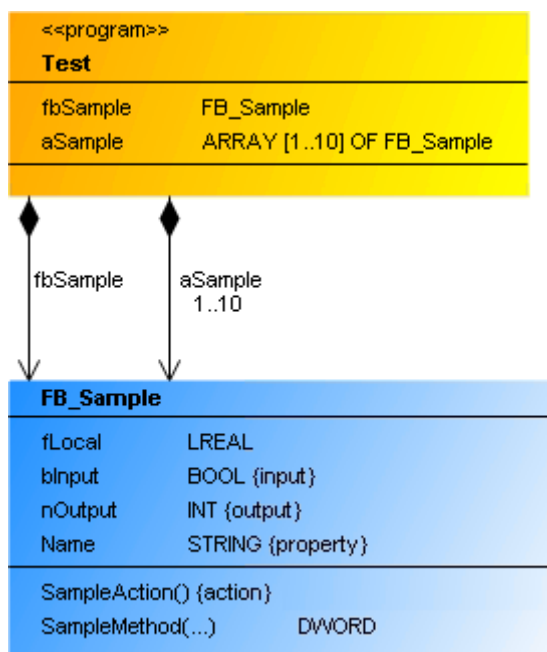 <<program>>
Test
fbSample FB_Sample
aSample ARRAY [1..10] OF FB_Sample
fbSample
aSample
1..10
FB_Sample
fLocal LREAL
bInput BOOL {input}
nOutput INT {output}
Name STRING {property}
SampleAction() {action}
SampleMethod(...) DWORD